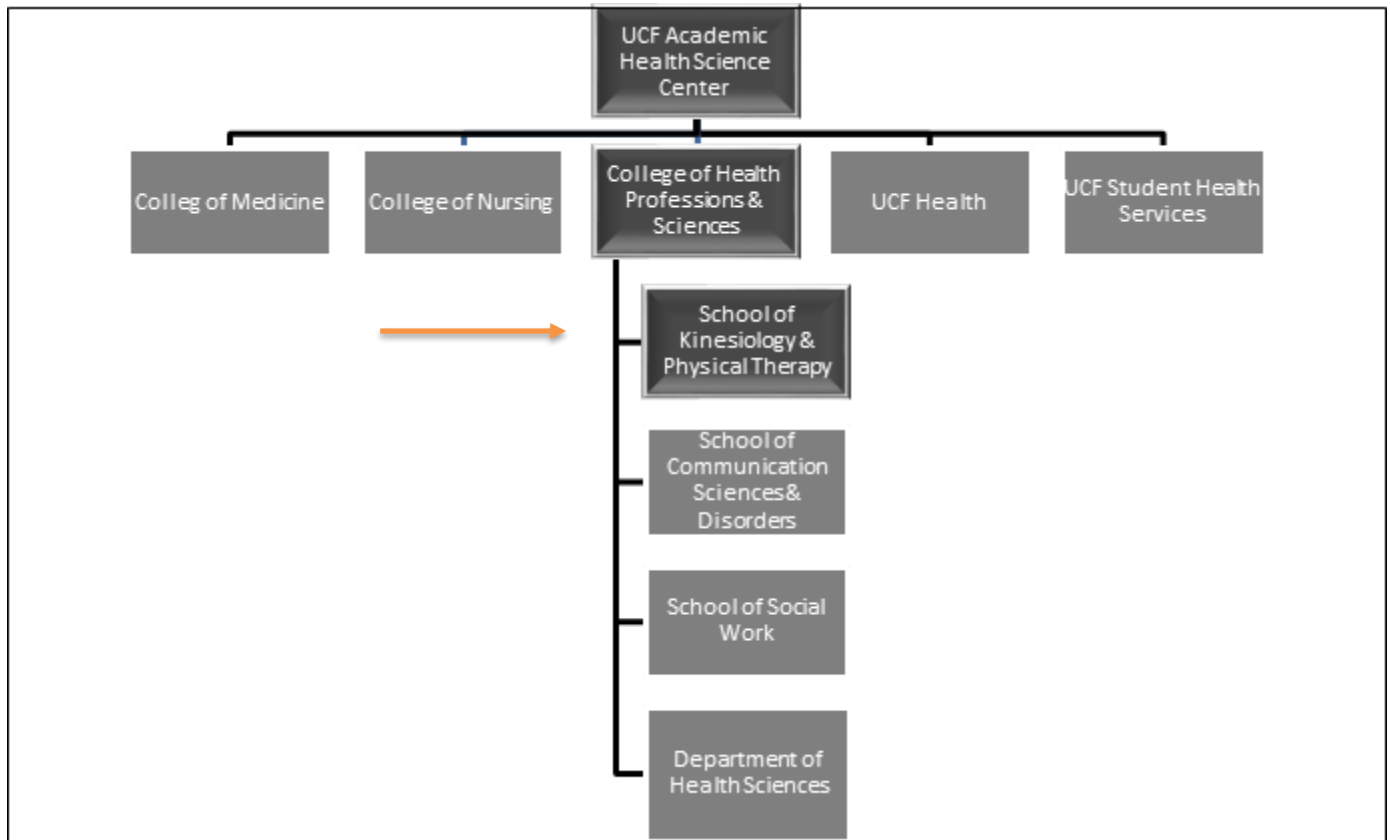 UCF Academic
Health Science
Center
Colleg of Medicine
College of Nursing
College of Health
Professions &
Sciences
UCF Health
UCF Student Health
Services
School of
Kinesiology &
Physical Therapy
School of
Communication
Sciences&
Disorders
School of Social
Work
Department of
Health Sciences